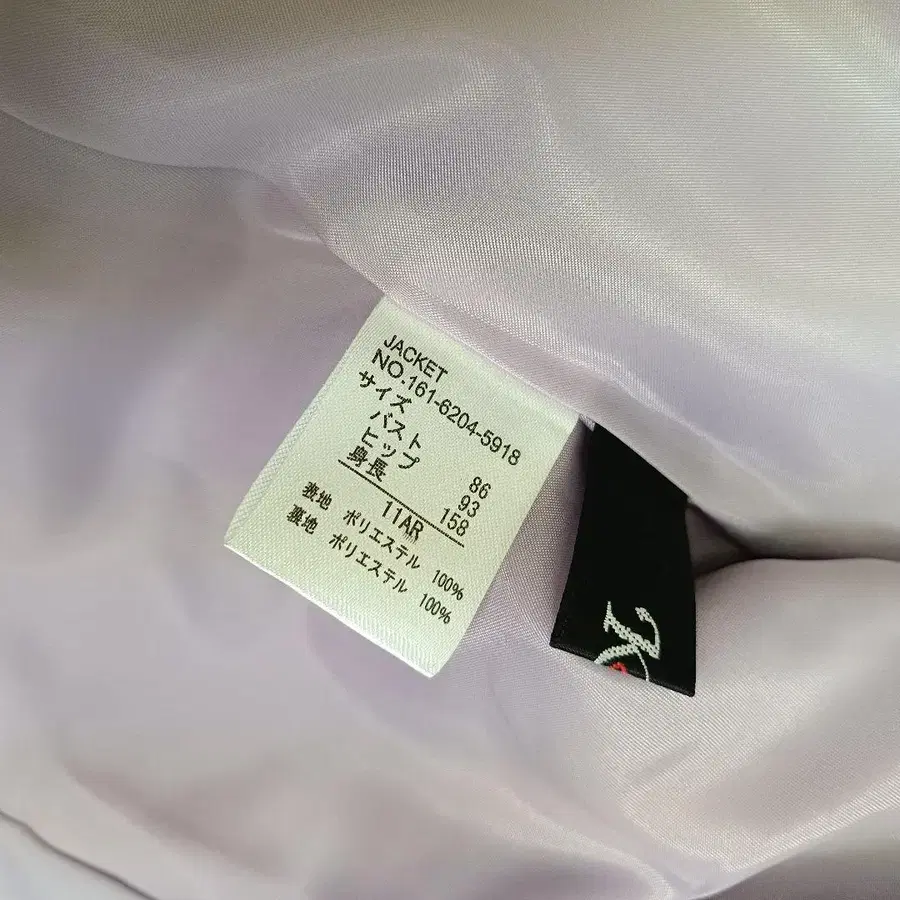 JACKET
NO.161-6204-5918
サイズ
バスト 86
ヒップ 93
身長 158
11AR
表地 ポリエステル 100%
裏地 ポリエステル 100%